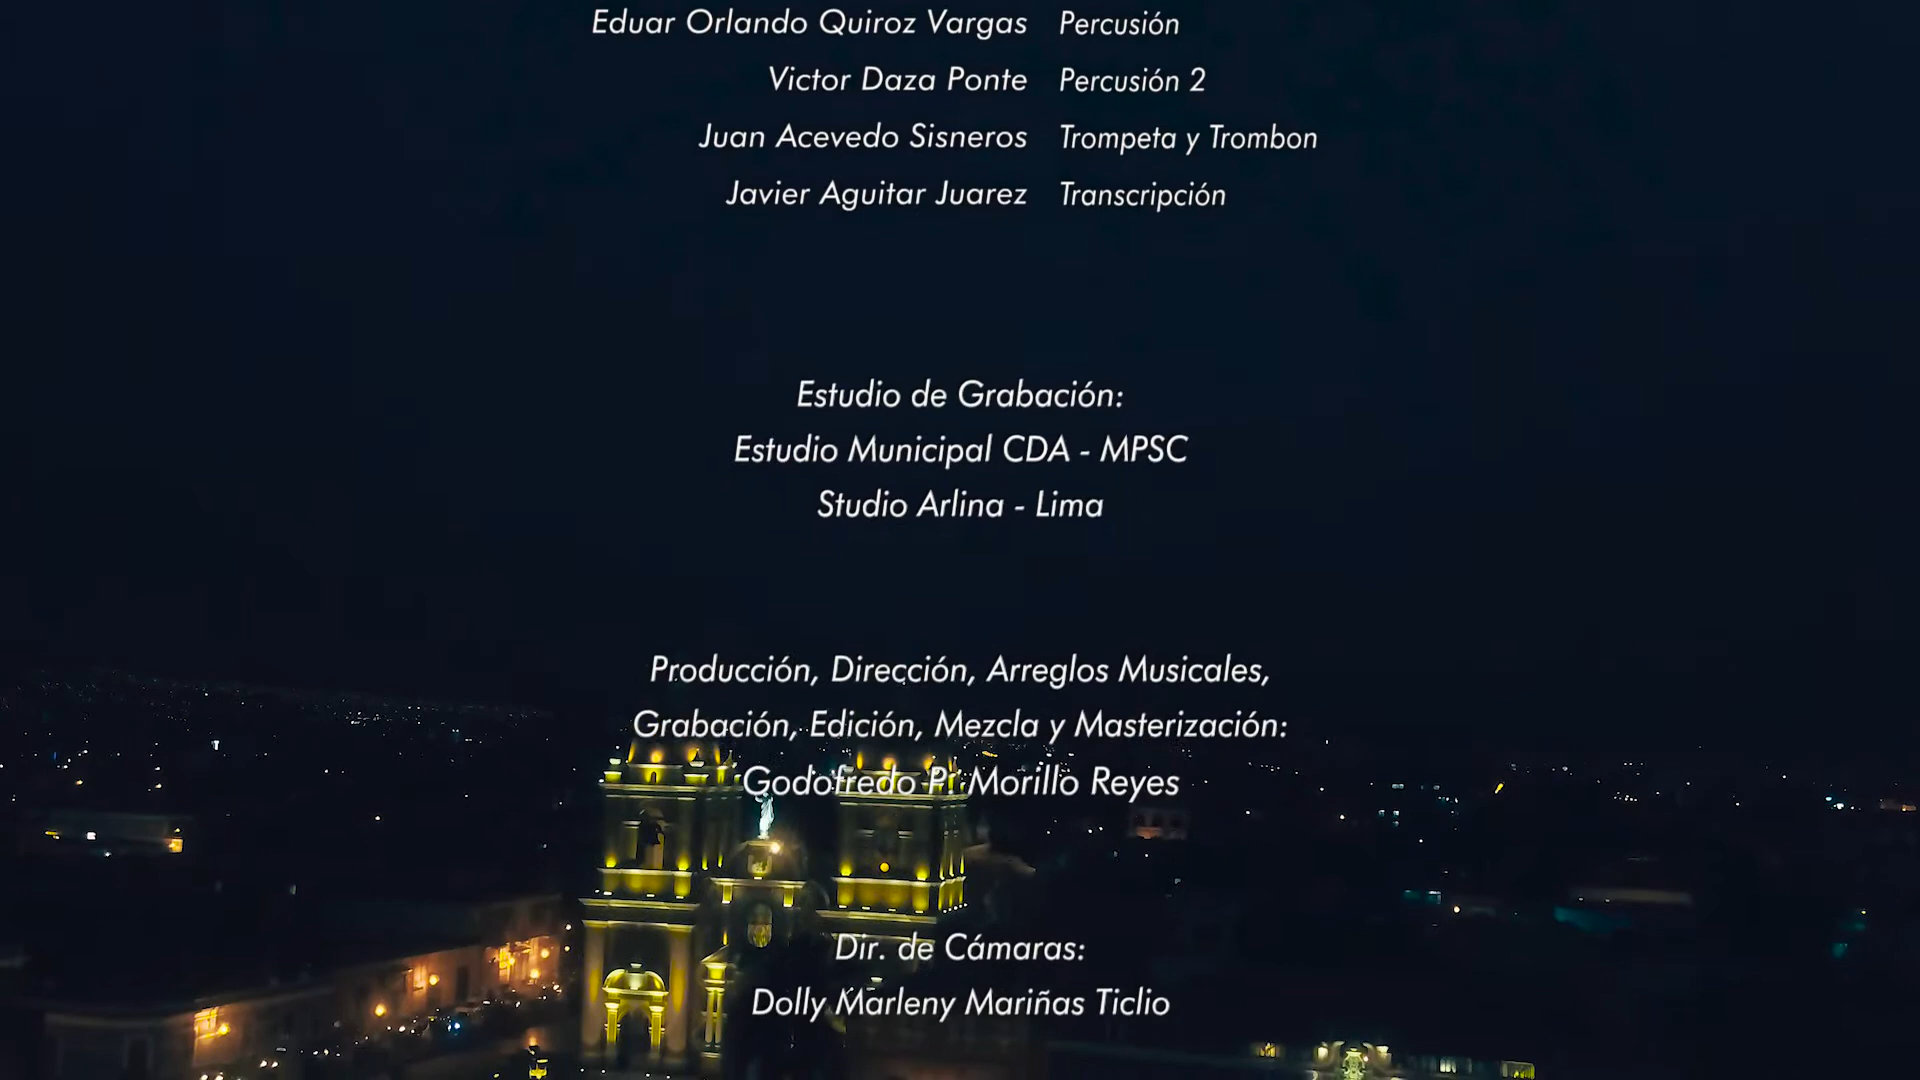 Eduar Orlando Quiroz Vargas Percusión
Victor Daza Ponte Percusión 2
Juan Acevedo Sisneros Trompeta y Trombon
Javier Aguitar Juarez Transcripción
Estudio de Grabación:
Estudio Municipal CDA - MPSC
Studio Arlina - Lima
Producción, Dirección, Arreglos Musicales,
Grabación, Edición, Mezcla y Masterización:
Godofredo P. Morillo Reyes
Dir. de Cámaras:
Dolly Marleny Mariñas Ticlio